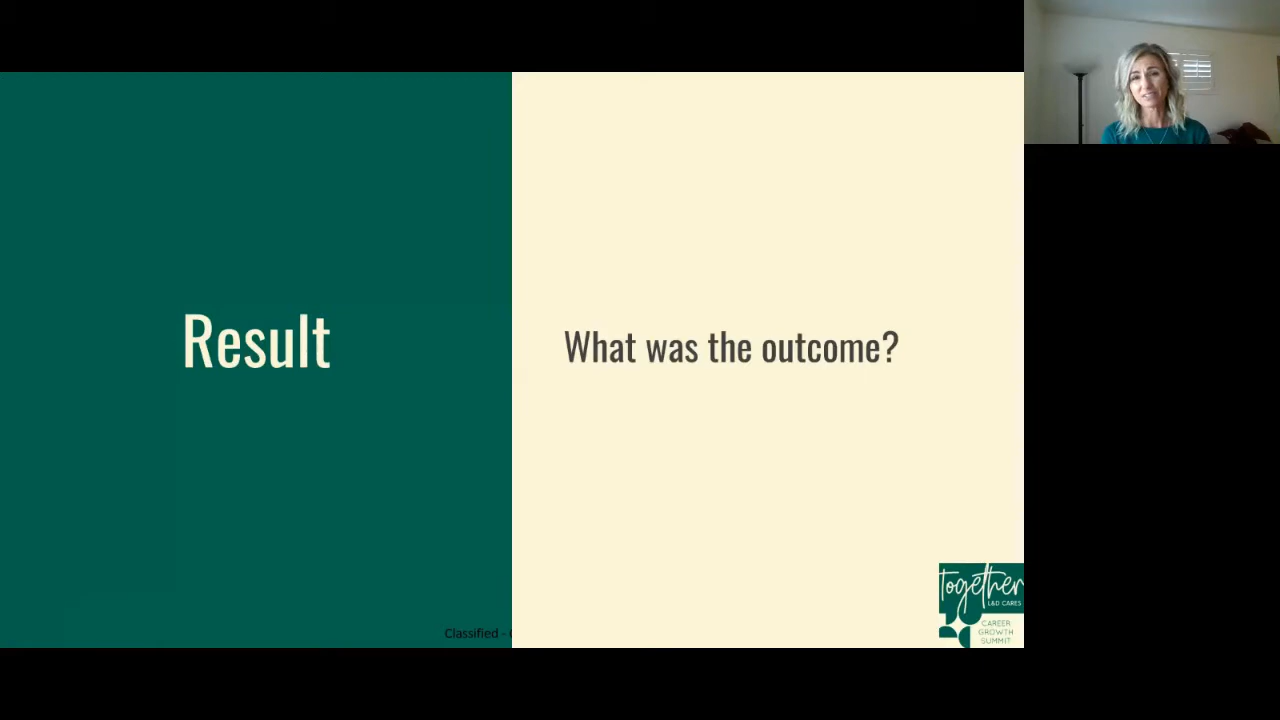 Result
What was the outcome?
Classified -
together
L&D CARES
CAREER
GROWTH
SUMMIT